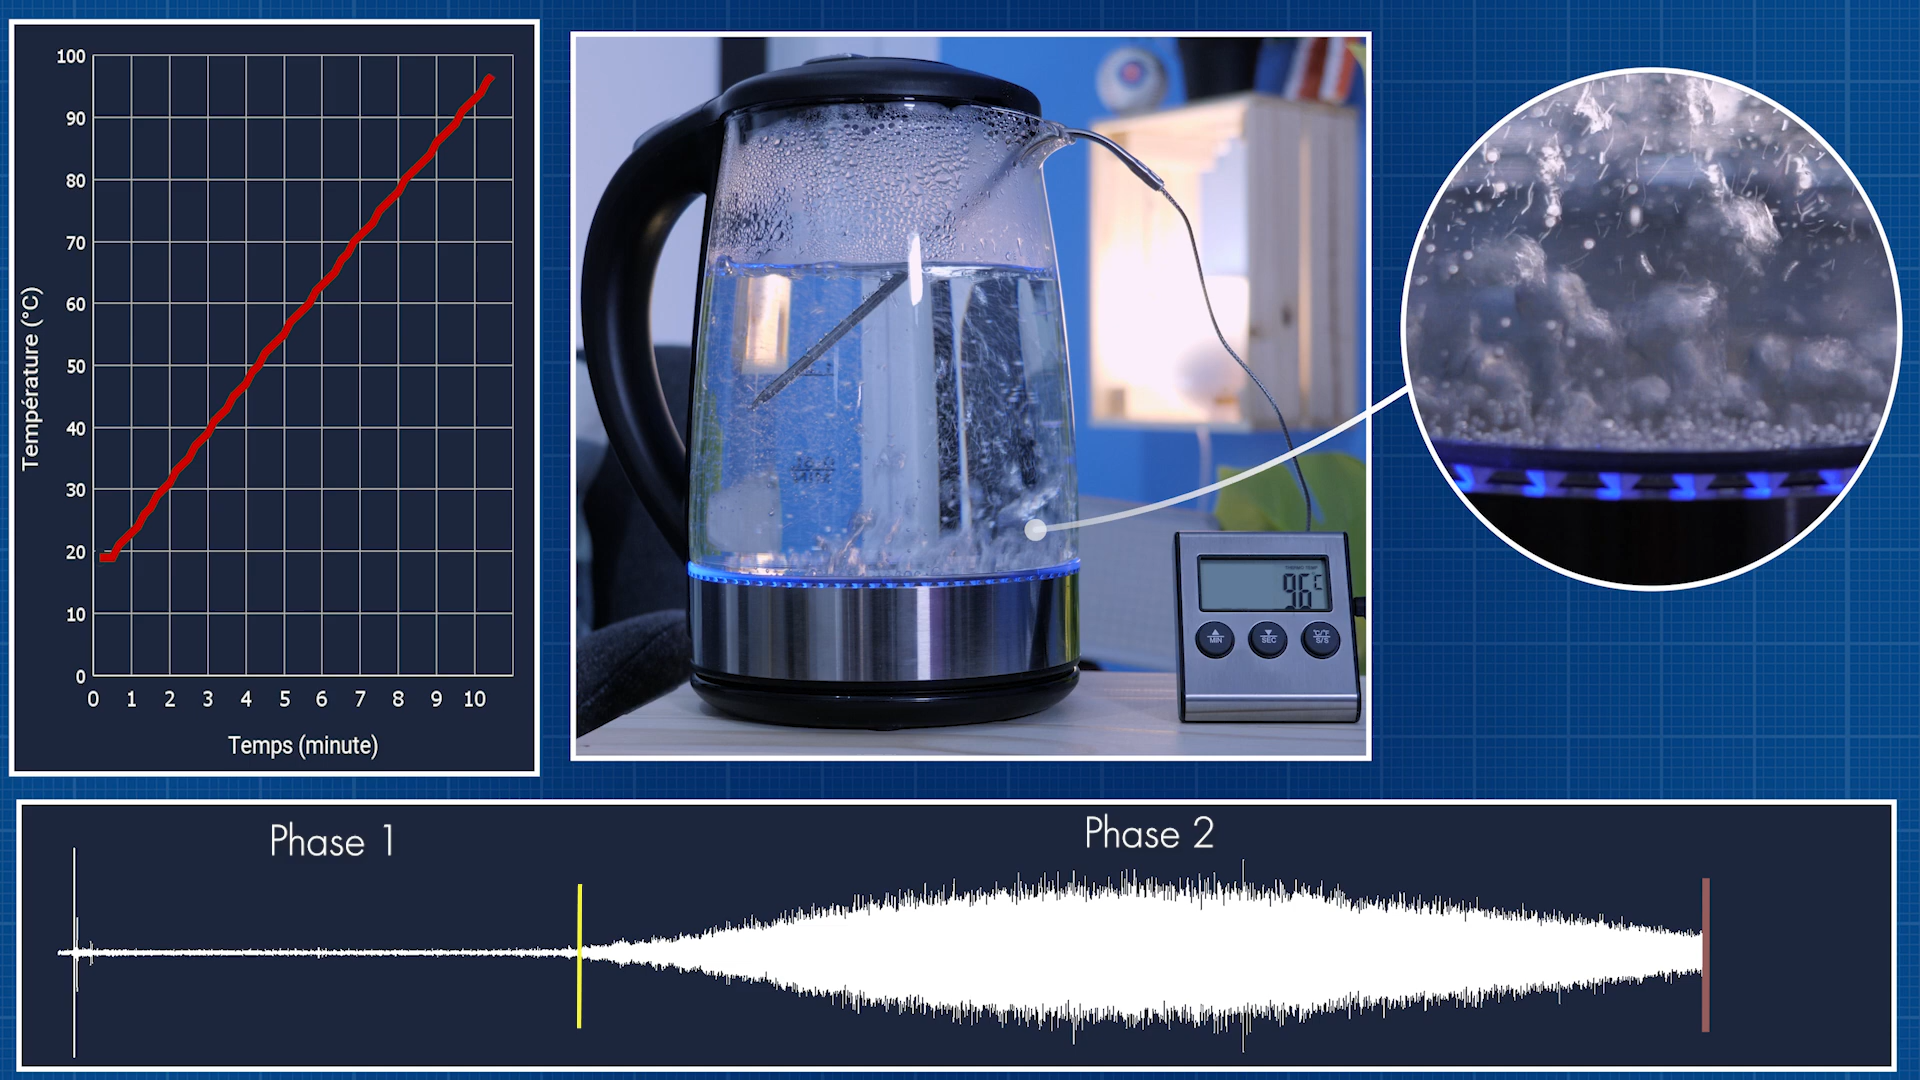 100
90
80
70
60
50
40
30
20
10
0
Température (°C)
0 1 2 3 4 5 6 7 8 9 10
Temps (minute)
96°C
MIN
SEC
°C/°F
S/S
Phase 1
Phase 2